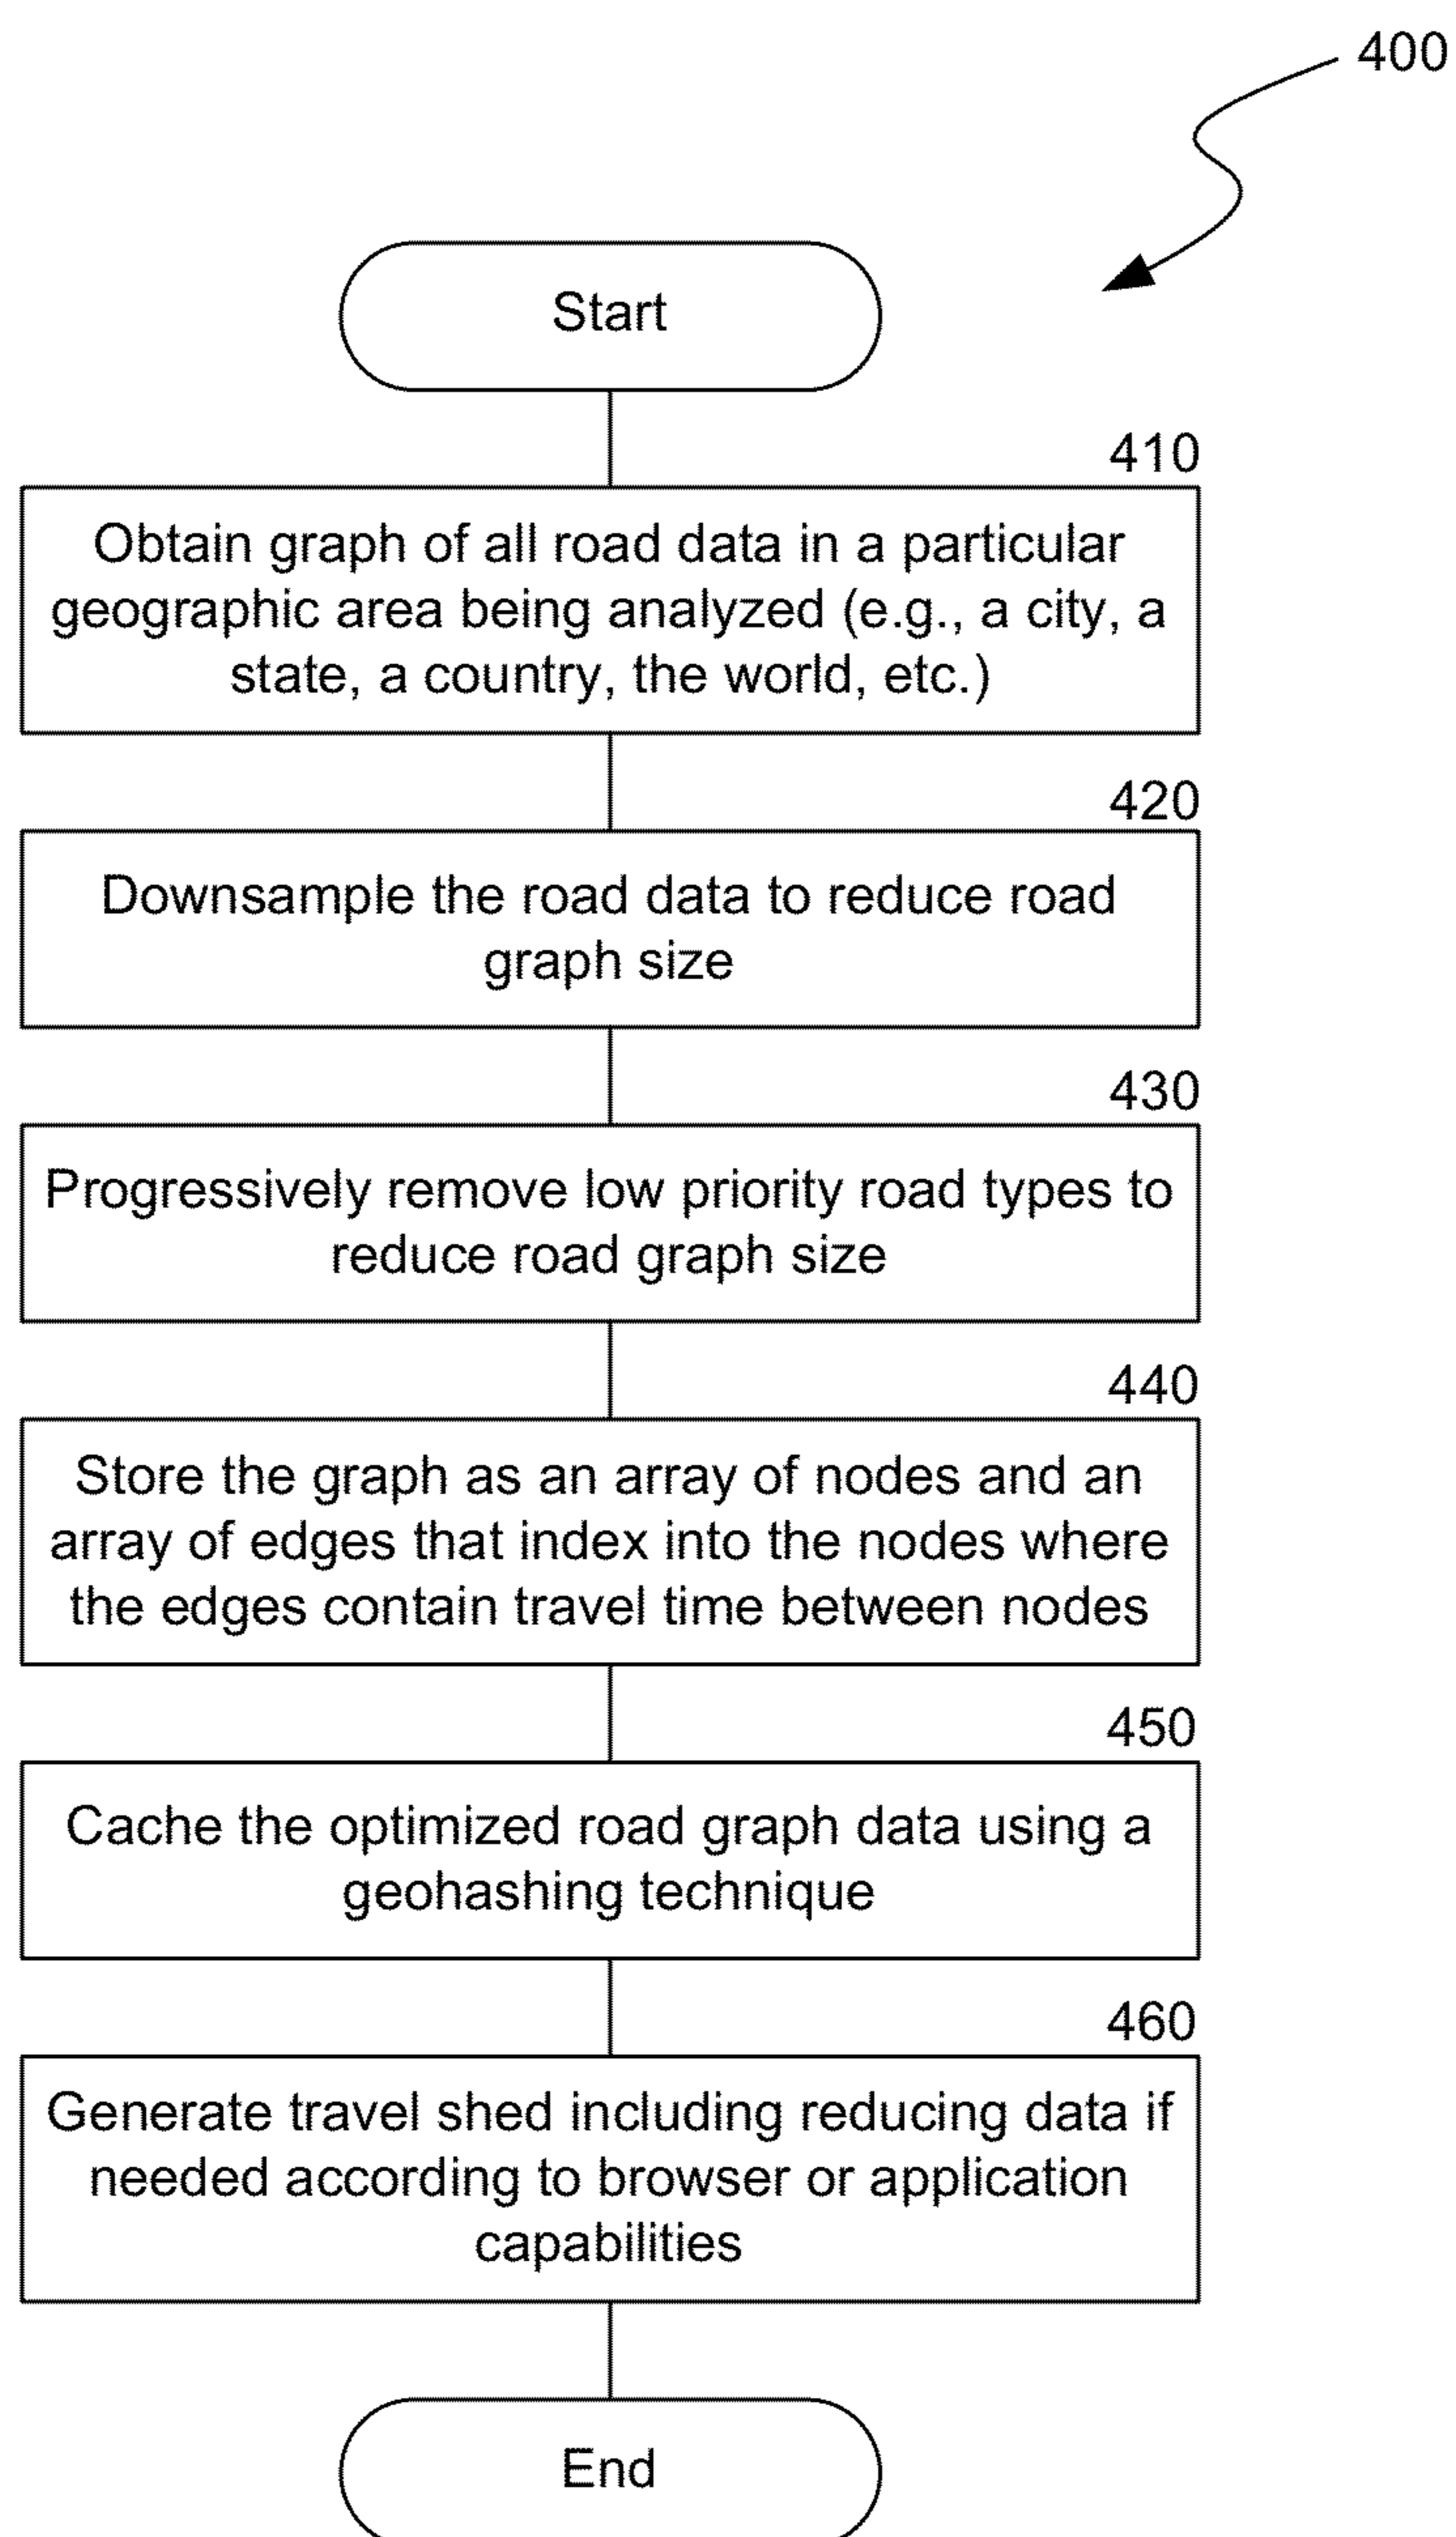 400
Start
410
Obtain graph of all road data in a particular
geographic area being analyzed (e.g., a city, a
state, a country, the world, etc.)
420
Downsample the road data to reduce road
graph size
430
Progressively remove low priority road types to
reduce road graph size
440
Store the graph as an array of nodes and an
array of edges that index into the nodes where
the edges contain travel time between nodes
450
Cache the optimized road graph data using a
geohashing technique
460
Generate travel shed including reducing data if
needed according to browser or application
capabilities
End